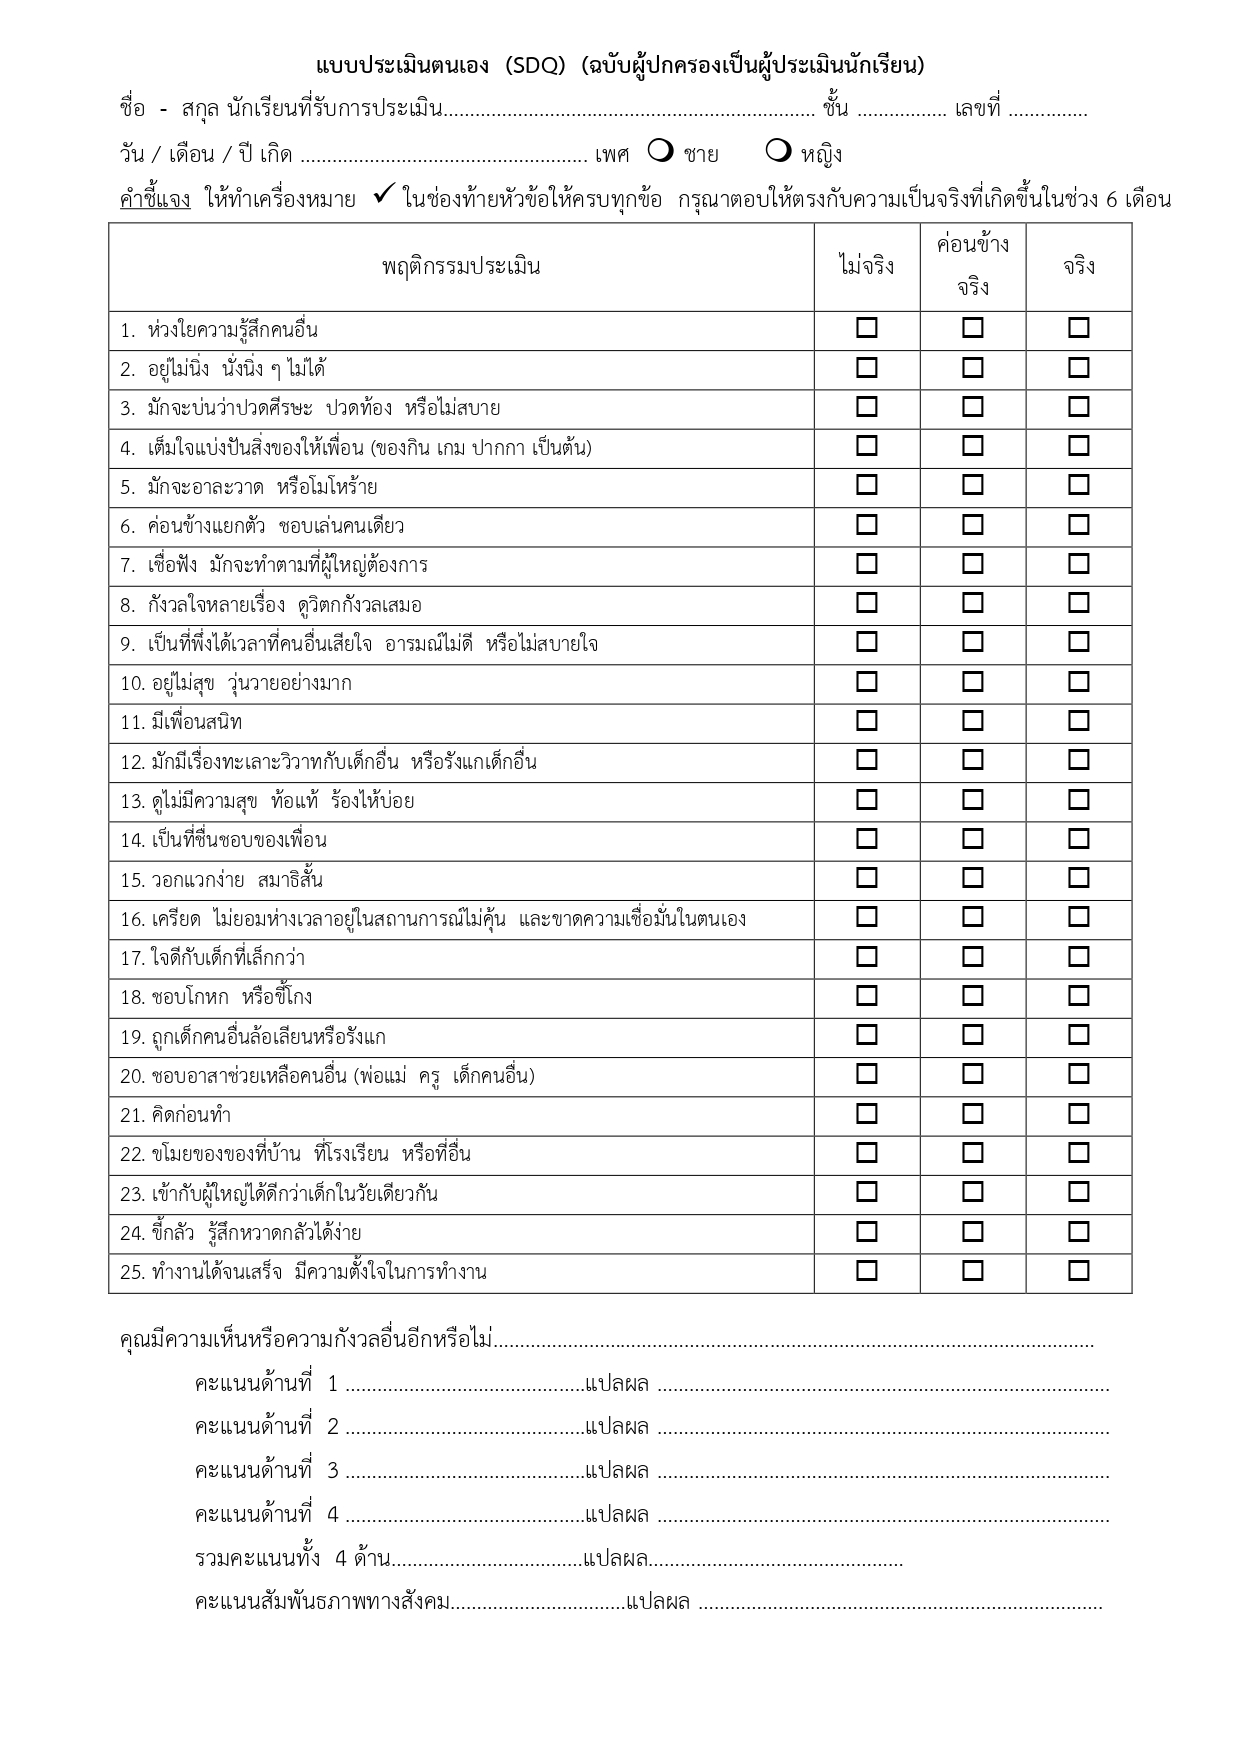 แบบประเมินตนเอง (SDQ) (ฉบับผู้ปกครองเป็นผู้ประเมินนักเรียน)
ชื่อ - สกุล นักเรียนที่รับการประเมิน...................................................................... ชั้น ................. เลขที่ ...............
วัน / เดือน / ปี เกิด ...................................................... เพศ ❍ ชาย ❍ หญิง
คำชี้แจง ให้ทำเครื่องหมาย ✓ ในช่องท้ายหัวข้อให้ครบทุกข้อ กรุณาตอบให้ตรงกับความเป็นจริงที่เกิดขึ้นในช่วง 6 เดือน
พฤติกรรมประเมิน ไม่จริง ค่อนข้างจริง จริง
1. ห่วงใยความรู้สึกคนอื่น ☐ ☐ ☐
2. อยู่ไม่นิ่ง นั่งนิ่ง ๆ ไม่ได้ ☐ ☐ ☐
3. มักจะบ่นว่าปวดศีรษะ ปวดท้อง หรือไม่สบาย ☐ ☐ ☐
4. เต็มใจแบ่งปันสิ่งของให้เพื่อน (ของกิน เกม ปากกา เป็นต้น) ☐ ☐ ☐
5. มักจะอาละวาด หรือโมโหร้าย ☐ ☐ ☐
6. ค่อนข้างแยกตัว ชอบเล่นคนเดียว ☐ ☐ ☐
7. เชื่อฟัง มักจะทำตามที่ผู้ใหญ่ต้องการ ☐ ☐ ☐
8. กังวลใจหลายเรื่อง ดูวิตกกังวลเสมอ ☐ ☐ ☐
9. เป็นที่พึ่งได้เวลาที่คนอื่นเสียใจ อารมณ์ไม่ดี หรือไม่สบายใจ ☐ ☐ ☐
10. อยู่ไม่สุข วุ่นวายอย่างมาก ☐ ☐ ☐
11. มีเพื่อนสนิท ☐ ☐ ☐
12. มักมีเรื่องทะเลาะวิวาทกับเด็กอื่น หรือรังแกเด็กอื่น ☐ ☐ ☐
13. ดูไม่มีความสุข ท้อแท้ ร้องไห้บ่อย ☐ ☐ ☐
14. เป็นที่ชื่นชอบของเพื่อน ☐ ☐ ☐
15. วอกแวกง่าย สมาธิสั้น ☐ ☐ ☐
16. เครียด ไม่ยอมห่างเวลาอยู่ในสถานการณ์ไม่คุ้น และขาดความเชื่อมั่นในตนเอง ☐ ☐ ☐
17. ใจดีกับเด็กที่เล็กกว่า ☐ ☐ ☐
18. ชอบโกหก หรือขี้โกง ☐ ☐ ☐
19. ถูกเด็กคนอื่นล้อเลียนหรือรังแก ☐ ☐ ☐
20. ชอบอาสาช่วยเหลือคนอื่น (พ่อแม่ ครู เด็กคนอื่น) ☐ ☐ ☐
21. คิดก่อนทำ ☐ ☐ ☐
22. ขโมยของของที่บ้าน ที่โรงเรียน หรือที่อื่น ☐ ☐ ☐
23. เข้ากับผู้ใหญ่ได้ดีกว่าเด็กในวัยเดียวกัน ☐ ☐ ☐
24. ขี้กลัว รู้สึกหวาดกลัวได้ง่าย ☐ ☐ ☐
25. ทำงานได้จนเสร็จ มีความตั้งใจในการทำงาน ☐ ☐ ☐
คุณมีความเห็นหรือความกังวลอื่นอีกหรือไม่.................................................................................................................
คะแนนด้านที่ 1 .............................................แปลผล .....................................................................................
คะแนนด้านที่ 2 .............................................แปลผล .....................................................................................
คะแนนด้านที่ 3 .............................................แปลผล .....................................................................................
คะแนนด้านที่ 4 .............................................แปลผล .....................................................................................
รวมคะแนนทั้ง 4 ด้าน....................................แปลผล................................................
คะแนนสัมพันธภาพทางสังคม.................................แปลผล ............................................................................